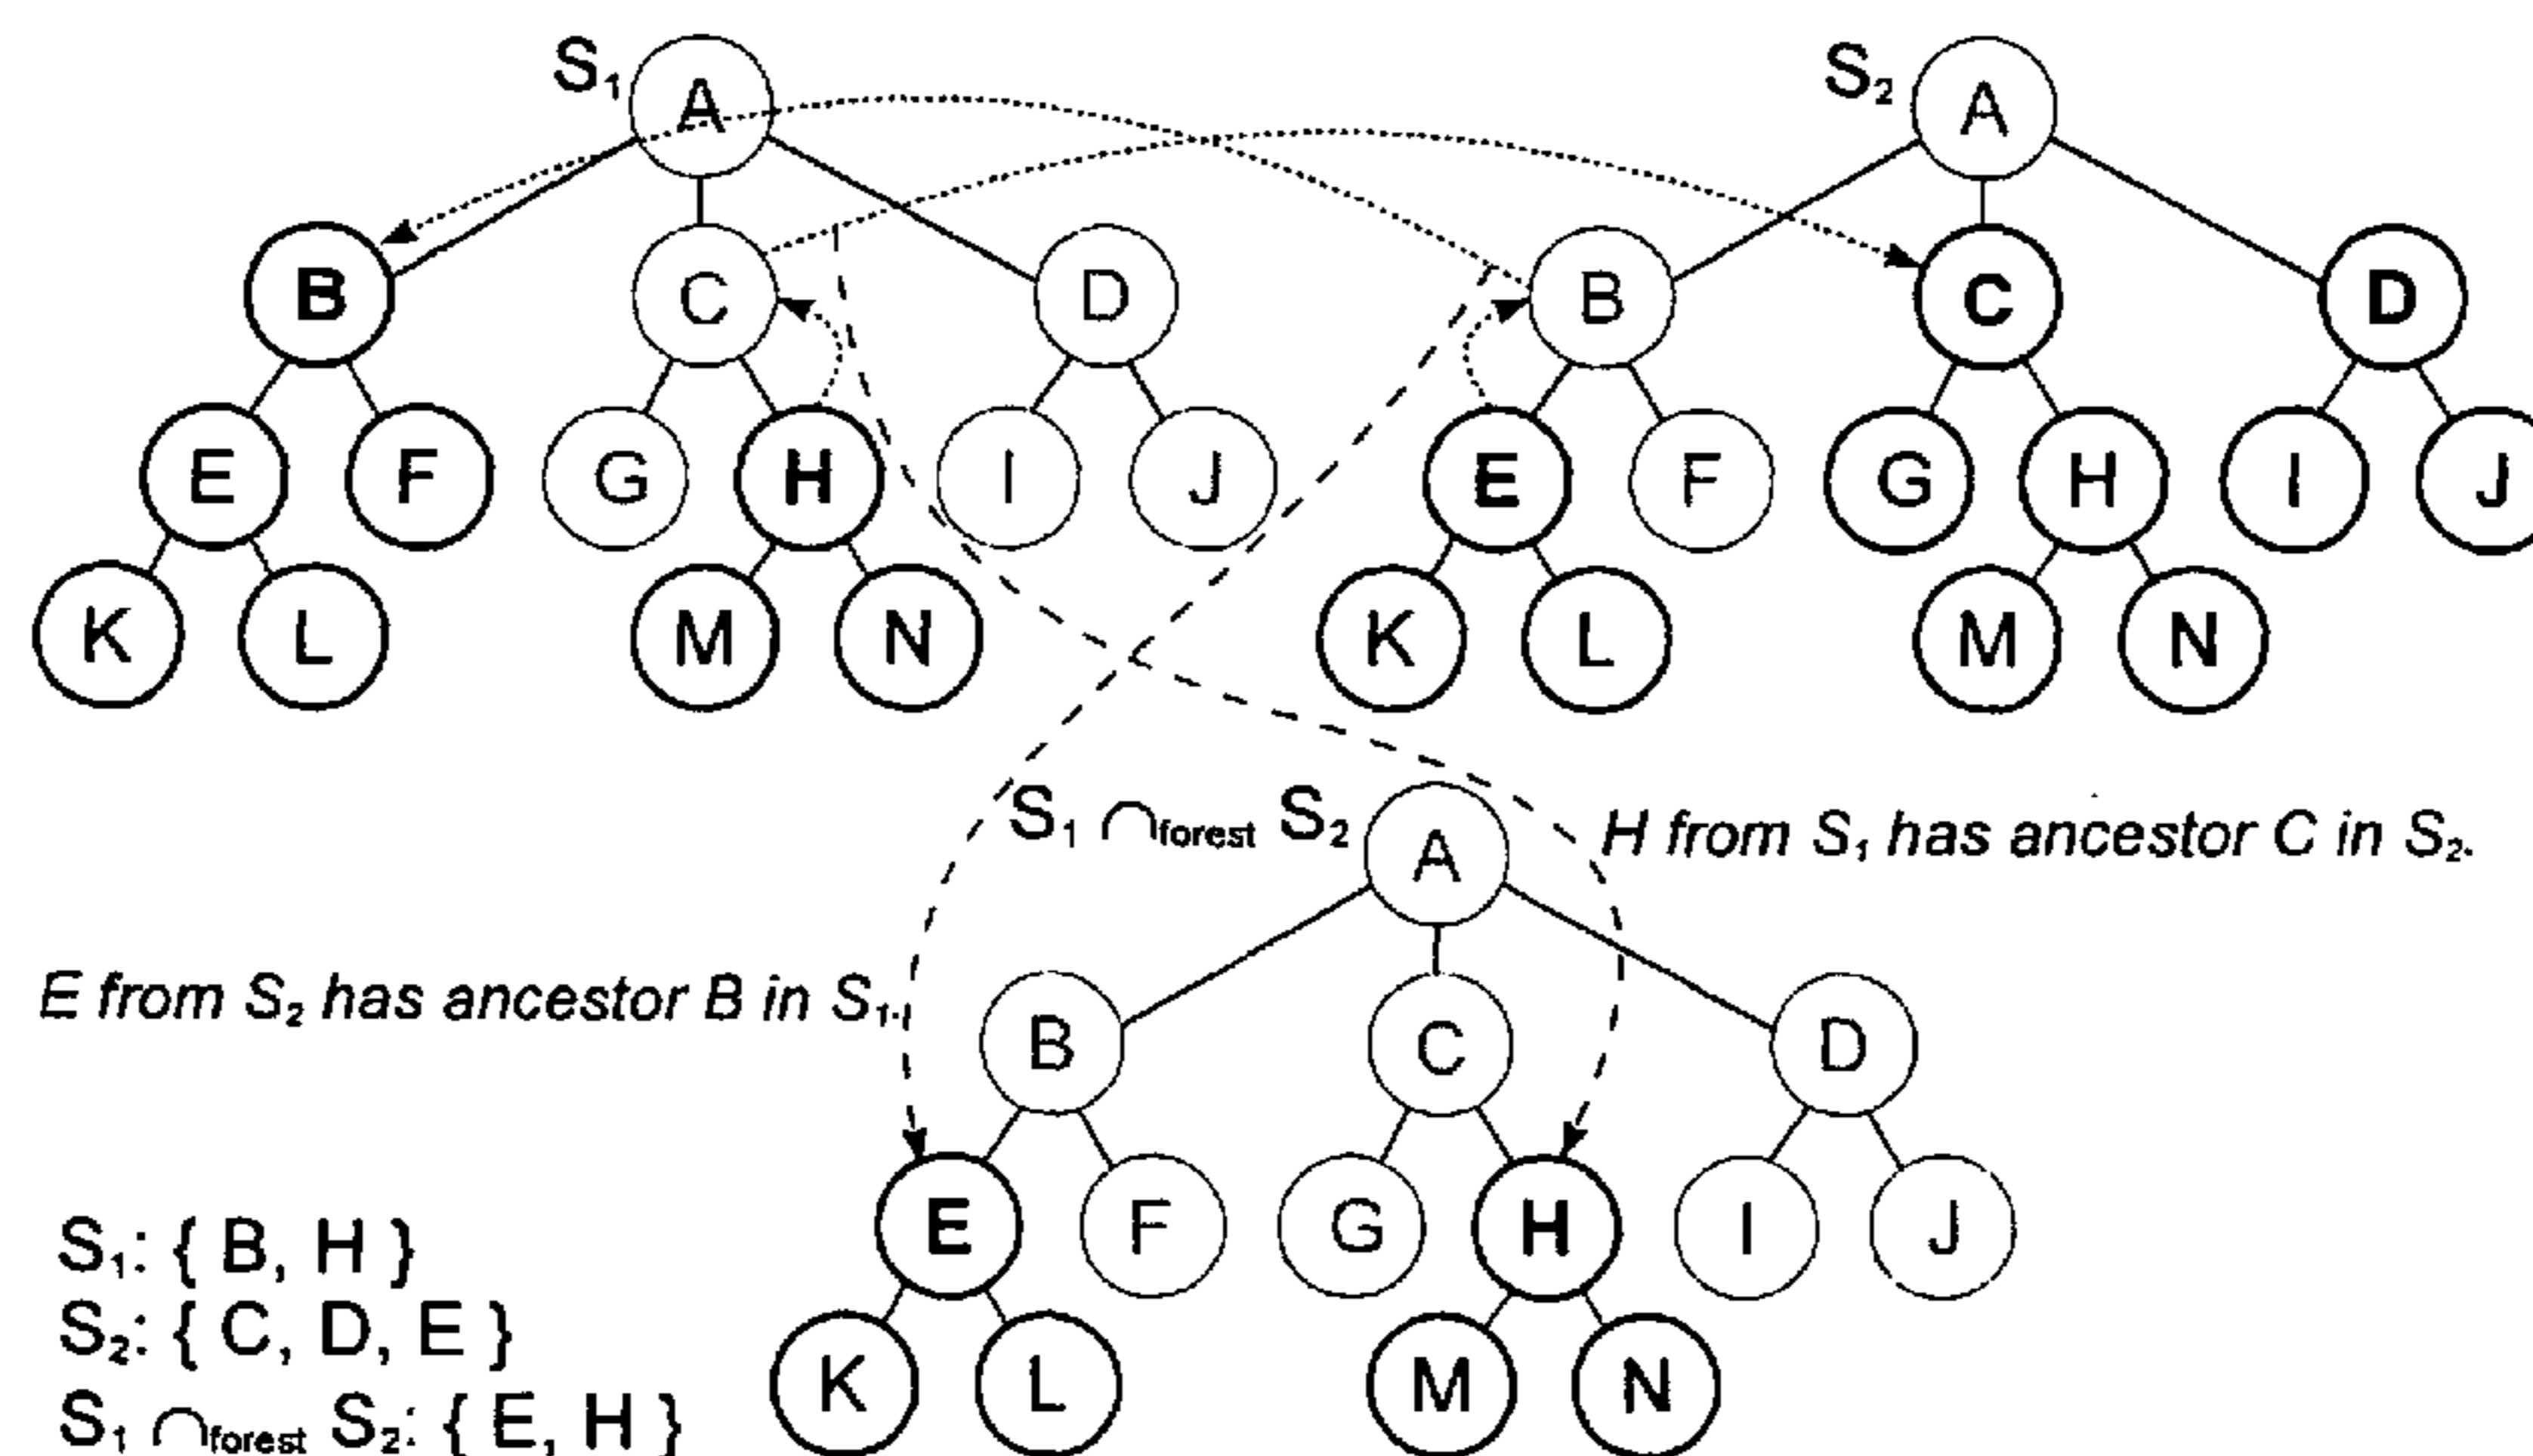 S₁ A S₂ A
B C D B C D
E F G H I J E F G H I J
K L M N K L M N
S₁ ∩forest S₂ A H from S₁ has ancestor C in S₂.
E from S₂ has ancestor B in S₁. B C D
E F G H I J
K L M N
S₁: { B, H }
S₂: { C, D, E }
S₁ ∩forest S₂: { E, H }